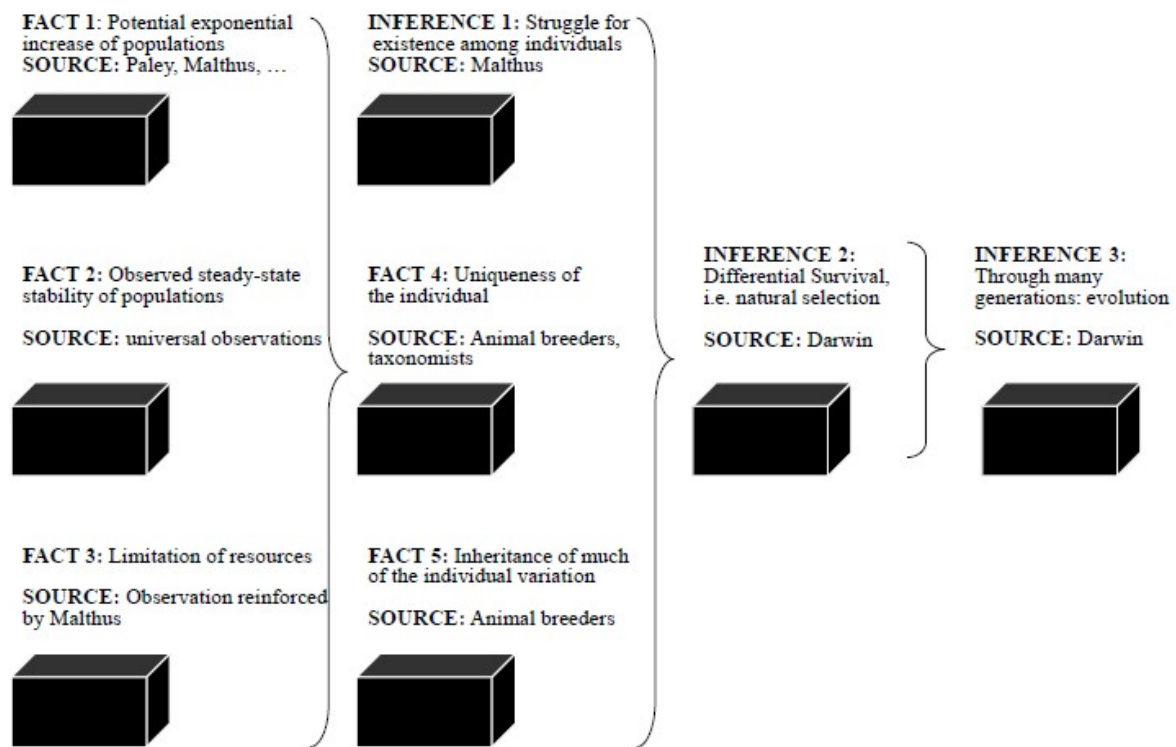 FACT 1: Potential exponential
increase of populations
SOURCE: Paley, Malthus, …
FACT 2: Observed steady-state
stability of populations
SOURCE: universal observations
FACT 3: Limitation of resources
SOURCE: Observation reinforced
by Malthus
INFERENCE 1: Struggle for
existence among individuals
SOURCE: Malthus
FACT 4: Uniqueness of
the individual
SOURCE: Animal breeders,
taxonomists
FACT 5: Inheritance of much
of the individual variation
SOURCE: Animal breeders
INFERENCE 2:
Differential Survival,
i.e. natural selection
SOURCE: Darwin
INFERENCE 3:
Through many
generations: evolution
SOURCE: Darwin